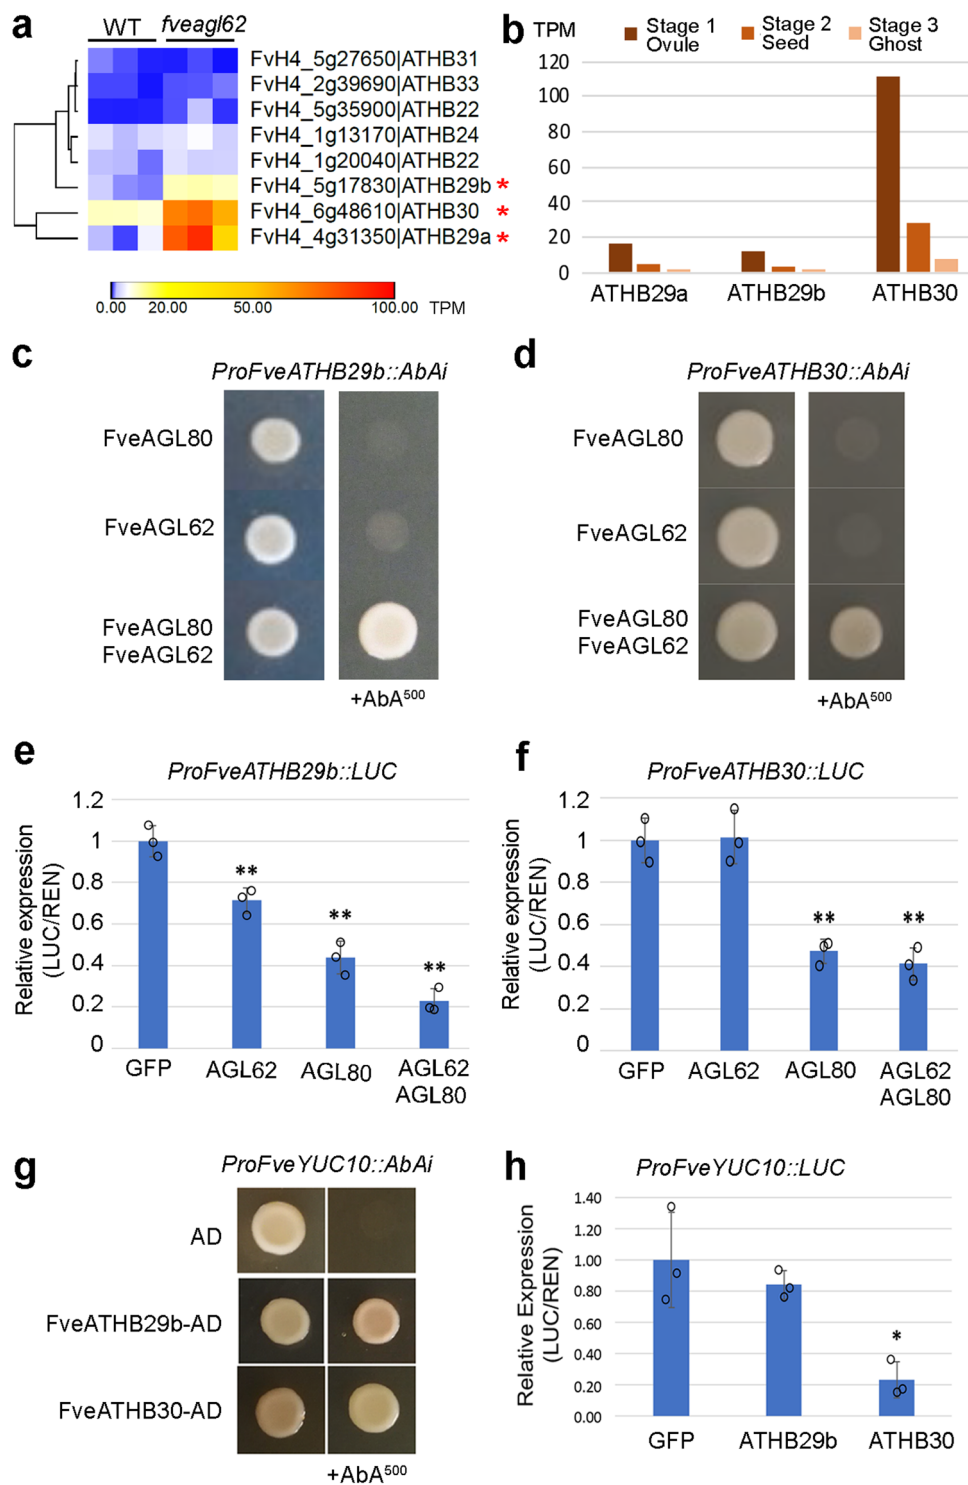 a
WT fveagl62
FvH4_5g27650|ATHB31
FvH4_2g39690|ATHB33
FvH4_5g35900|ATHB22
FvH4_1g13170|ATHB24
FvH4_1g20040|ATHB22
FvH4_5g17830|ATHB29b *
FvH4_6g48610|ATHB30 *
FvH4_4g31350|ATHB29a *
0.00 20.00 50.00 100.00 TPM
b TPM
Stage 1 Ovule
Stage 2 Seed
Stage 3 Ghost
120
100
80
60
40
20
0
ATHB29a ATHB29b ATHB30
c
ProFveATHB29b::AbAi
FveAGL80
FveAGL62
FveAGL80
FveAGL62
+AbA⁵⁰⁰
d
ProFveATHB30::AbAi
FveAGL80
FveAGL62
FveAGL80
FveAGL62
+AbA⁵⁰⁰
e
ProFveATHB29b::LUC
Relative expression
(LUC/REN)
1.2
1
0.8
0.6
0.4
0.2
0
**
**
**
GFP AGL62 AGL80 AGL62
AGL80
f
ProFveATHB30::LUC
Relative expression
(LUC/REN)
1.2
1
0.8
0.6
0.4
0.2
0
** **
GFP AGL62 AGL80 AGL62
AGL80
g
ProFveYUC10::AbAi
AD
FveATHB29b-AD
FveATHB30-AD
+AbA⁵⁰⁰
h
ProFveYUC10::LUC
Relative Expression
(LUC/REN)
1.40
1.20
1.00
0.80
0.60
0.40
0.20
0.00
*
GFP ATHB29b ATHB30